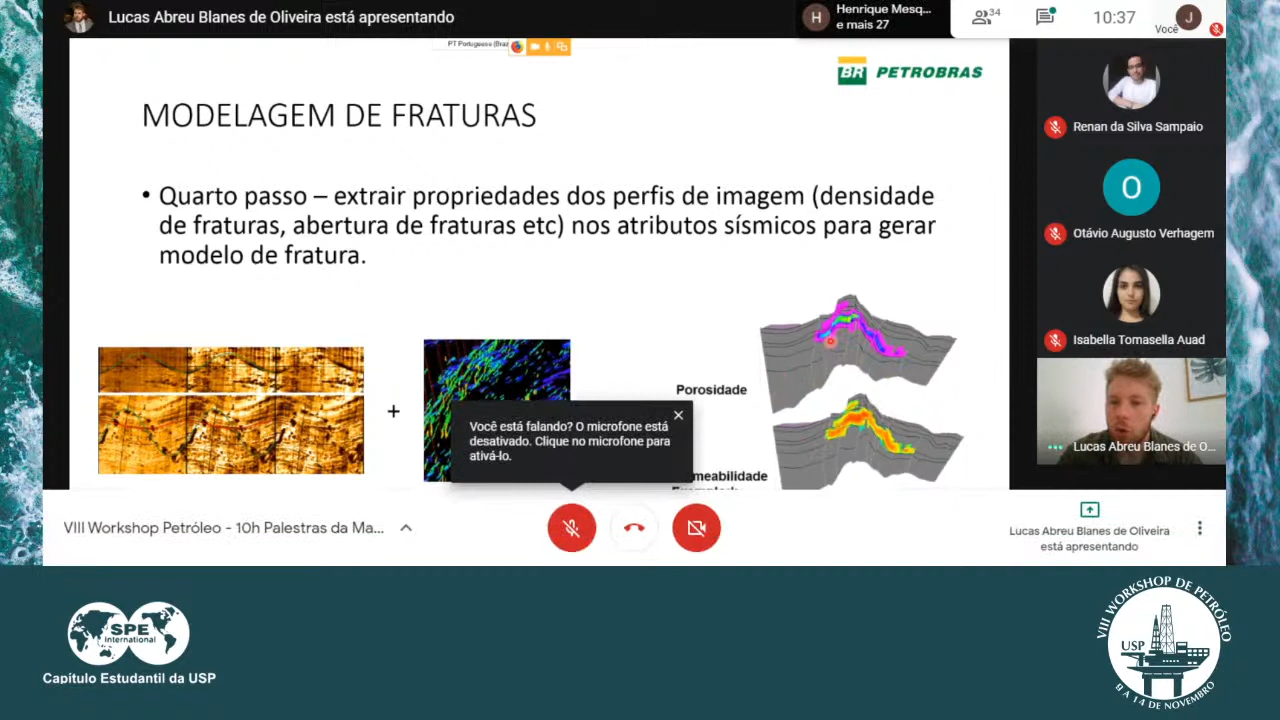 Lucas Abreu Blanes de Oliveira está apresentando
H
Henrique Mesq...
e mais 27
34
10:37
Você
J
PT Portuguese (Braz
BR PETROBRAS
MODELAGEM DE FRATURAS
• Quarto passo – extrair propriedades dos perfis de imagem (densidade
de fraturas, abertura de fraturas etc) nos atributos sísmicos para gerar
modelo de fratura.
+
Porosidade
meabilidade
Renan da Silva Sampaio
O
Otávio Augusto Verhagem
Isabella Tomasella Auad
Lucas Abreu Blanes de O...
Você está falando? O microfone está
desativado. Clique no microfone para
ativá-lo.
VIII Workshop Petróleo - 10h Palestras da Ma...
Lucas Abreu Blanes de Oliveira
está apresentando
SPE
International
Capítulo Estudantil da USP
VIII WORKSHOP DE PETRÓLEO
USP
9 A 14 DE NOVEMBRO